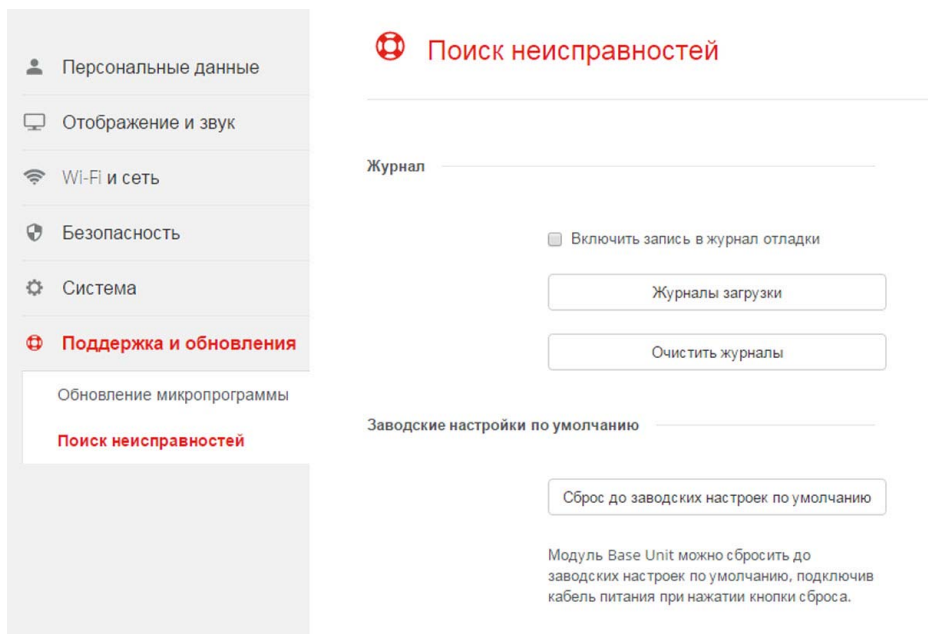 Персональные данные
Отображение и звук
Wi-Fi и сеть
Безопасность
Система
Поддержка и обновления
Обновление микропрограммы
Поиск неисправностей
Поиск неисправностей
Журнал
Включить запись в журнал отладки
Журналы загрузки
Очистить журналы
Заводские настройки по умолчанию
Сброс до заводских настроек по умолчанию
Модуль Base Unit можно сбросить до
заводских настроек по умолчанию, подключив
кабель питания при нажатии кнопки сброса.